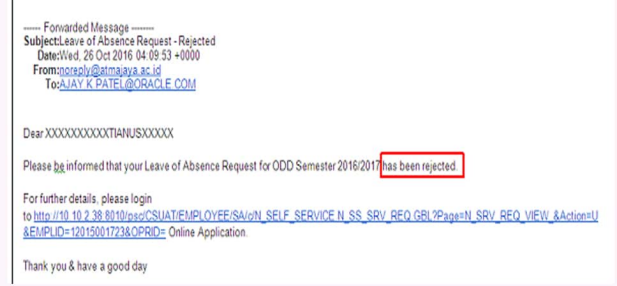 ------ Forwarded Message --------
Subject:Leave of Absence Request - Rejected
Date:Wed, 26 Oct 2016 04:09:53 +0000
From:noreply@atmajaya.ac.id
To:AJAY.K.PATEL@ORACLE.COM
Dear XXXXXXXXXXTIANUSXXXXX
Please be informed that your Leave of Absence Request for ODD Semester 2016/2017 has been rejected.
For further details, please login
to http://10.10.2.38:8010/psc/CSUAT/EMPLOYEE/SA/c/N_SELF_SERVICE.N_SS_SRV_REQ.GBL?Page=N_SRV_REQ_VIEW_&Action=U
&EMPLID=12015001723&OPRID= Online Application.
Thank you & have a good day